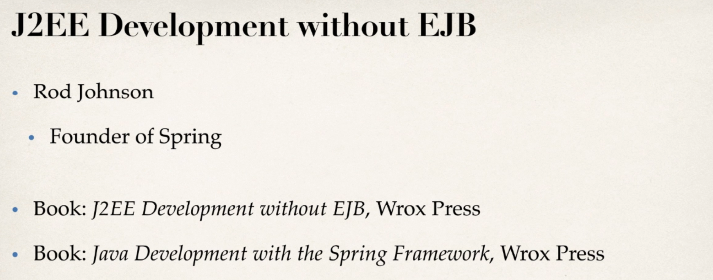 J2EE Development without EJB
• Rod Johnson
• Founder of Spring
• Book: J2EE Development without EJB, Wrox Press
• Book: Java Development with the Spring Framework, Wrox Press